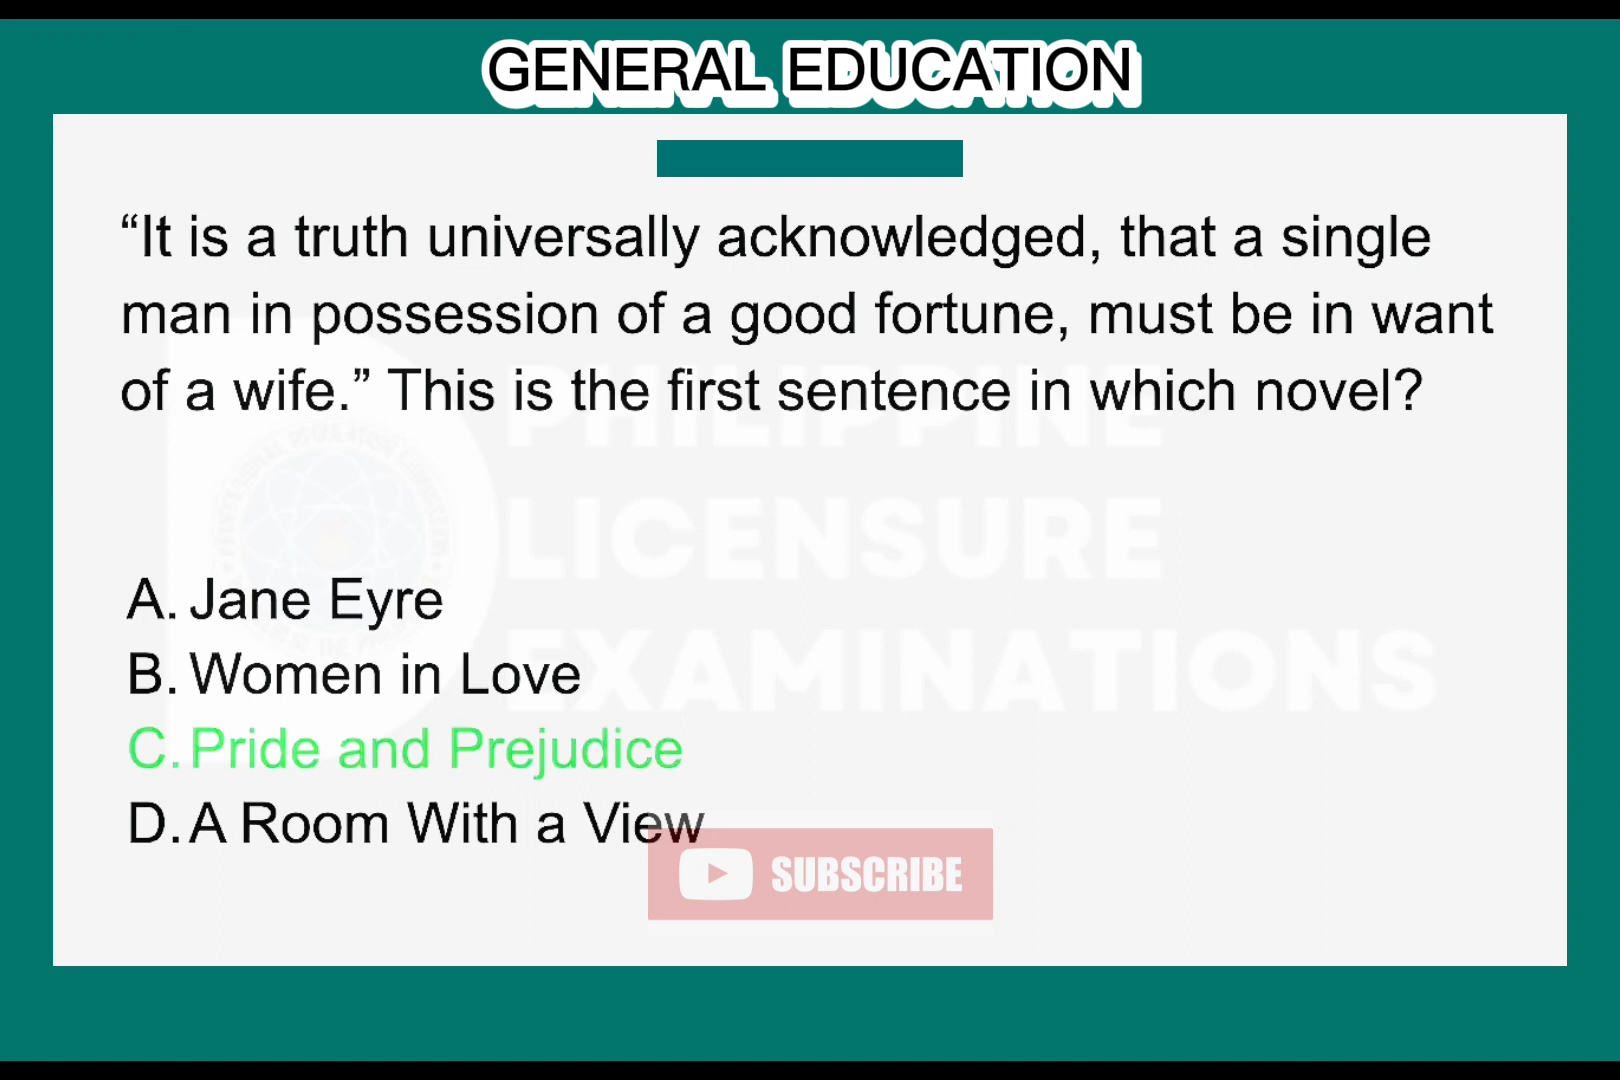 GENERAL EDUCATION
“It is a truth universally acknowledged, that a single
man in possession of a good fortune, must be in want
of a wife.” This is the first sentence in which novel?
PHILIPPINE
LICENSURE
EXAMINATIONS
A. Jane Eyre
B. Women in Love
C. Pride and Prejudice
D. A Room With a View
SUBSCRIBE